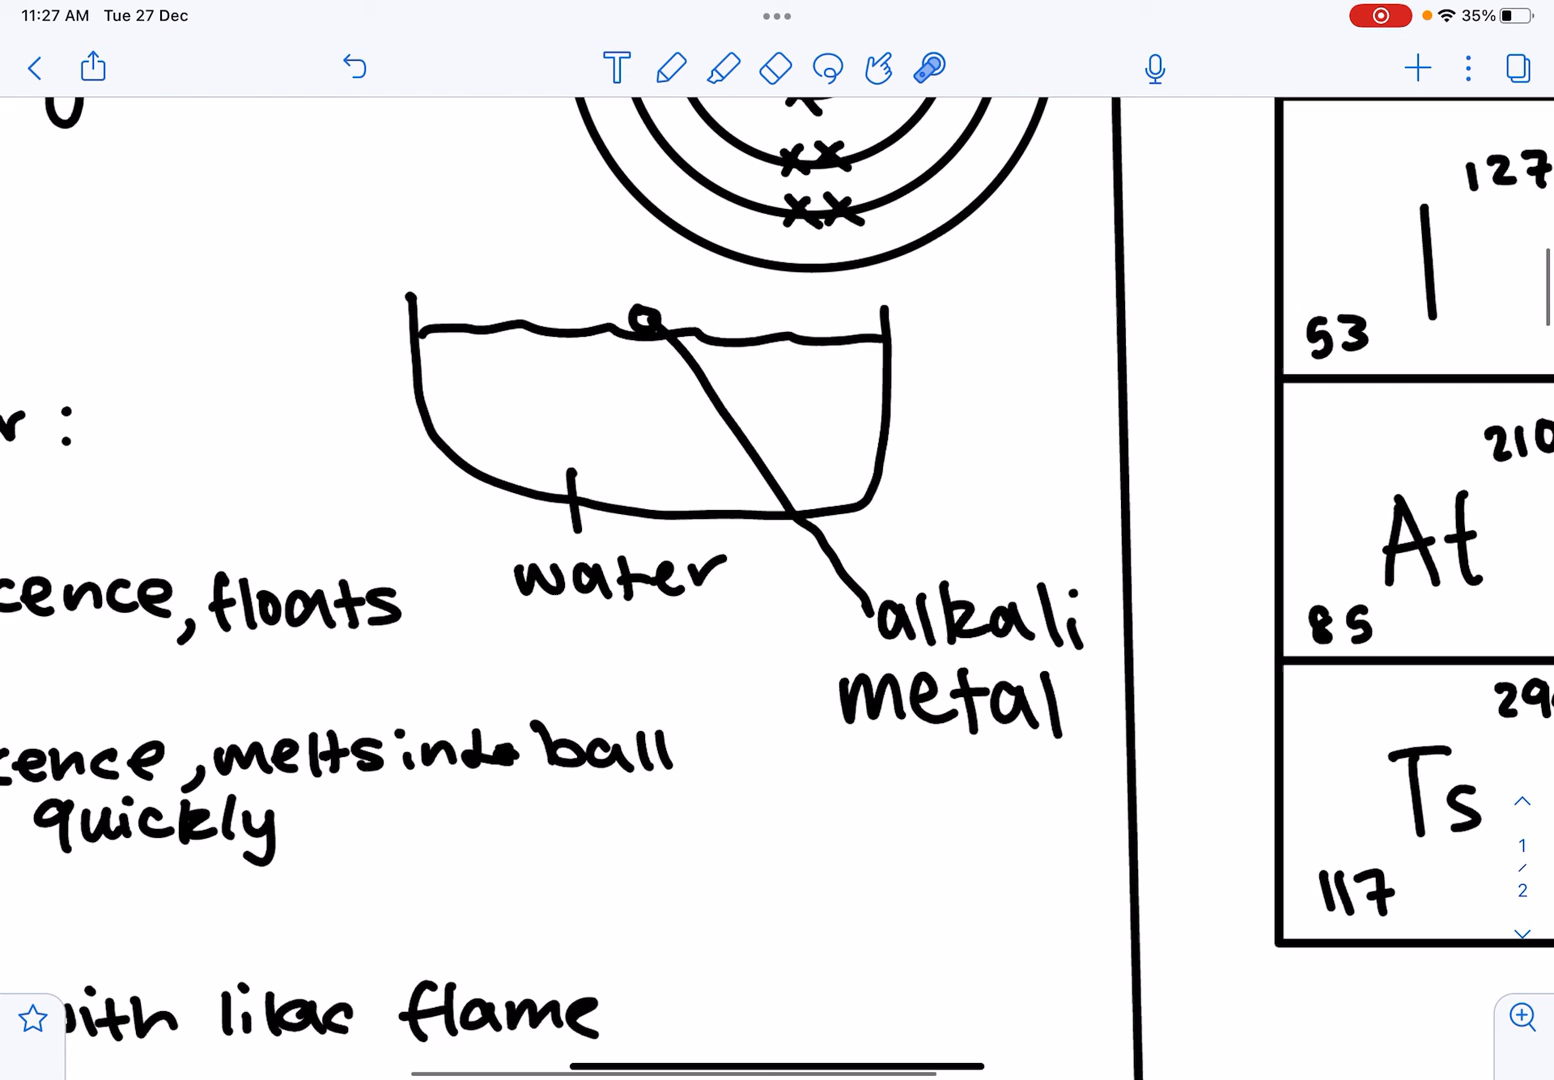 11:27 AM Tue 27 Dec
35%
T
127
I
53
r :
210
At
85
cence, floats
water
alkali
metal
29
Ts
117
cence, melts into ball
quickly
1
/
2
with lilac flame